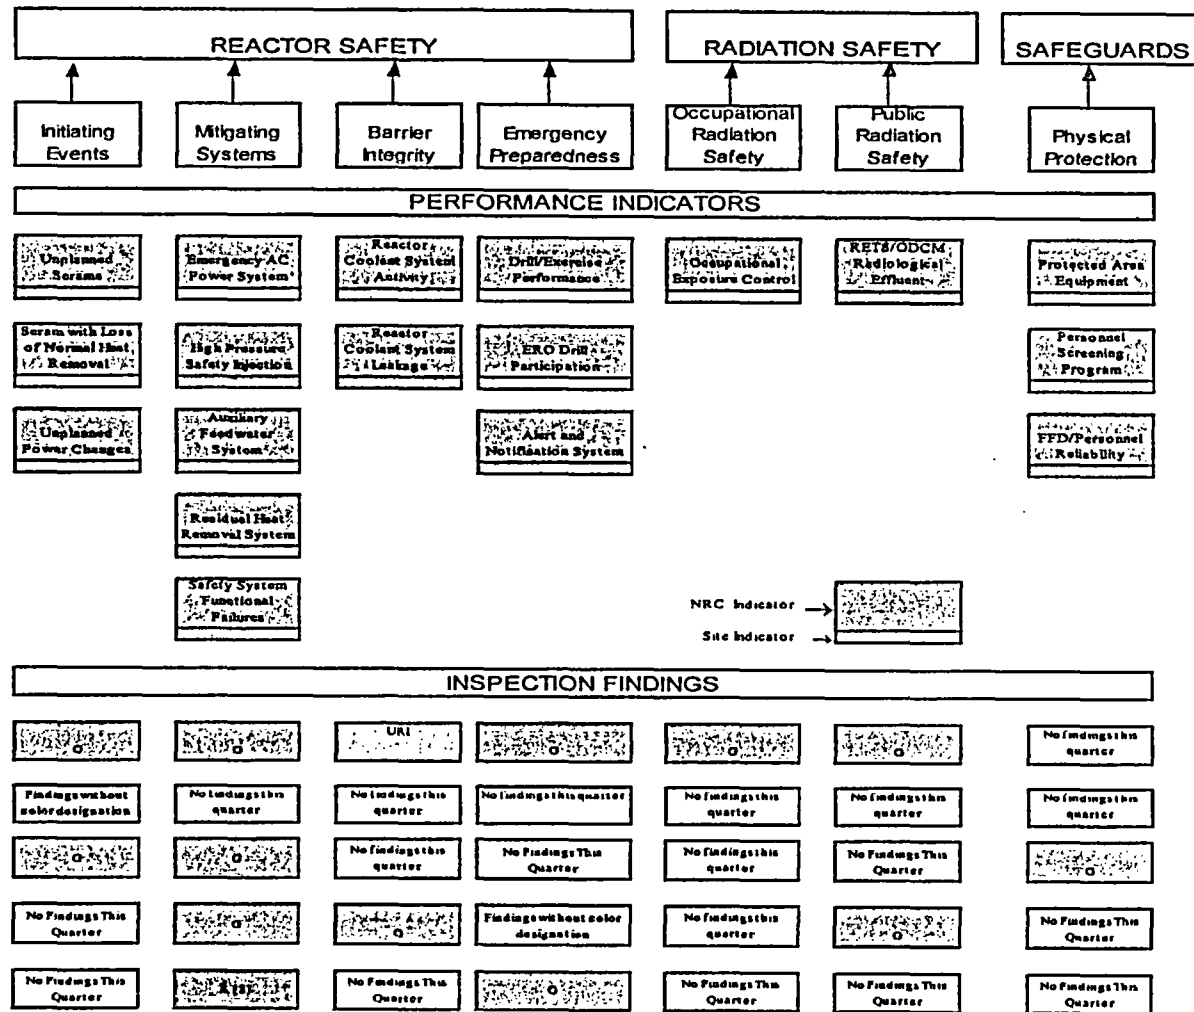 REACTOR SAFETY
RADIATION SAFETY
SAFEGUARDS
Initiating
Events
Mitigating
Systems
Barrier
Integrity
Emergency
Preparedness
Occupational
Radiation
Safety
Public
Radiation
Safety
Physical
Protection
PERFORMANCE INDICATORS
Unplanned
Scrams
Emergency AC
Power System
Reactor
Coolant System
Activity
Drill/Exercise
Performance
Occupational
Exposure Control
RETS/ODCM
Radiological
Effluent
Protected Area
Equipment
Scram with Loss
of Normal Heat
Removal
High Pressure
Safety Injection
Reactor
Coolant System
Leakage
ERO Drill
Participation
Personnel
Screening
Program
Unplanned
Power Changes
Auxiliary
Feedwater
System
Alert and
Notification System
FFD/Personnel
Reliability
Residual Heat
Removal System
Safety System
Functional
Failures
NRC Indicator
Site Indicator
INSPECTION FINDINGS
G
G
URI
G
G
G
No findings this
quarter
Findings without
color designation
No findings this
quarter
No findings this
quarter
No findings this quarter
No findings this
quarter
No findings this
quarter
No findings this
quarter
G
G
No findings this
quarter
No Findings This
Quarter
No findings this
quarter
No Findings This
Quarter
G
No Findings This
Quarter
G
G
Findings without color
designation
No findings this
quarter
G
No Findings This
Quarter
No Findings This
Quarter
No Findings This
Quarter
G
No Findings This
Quarter
No Findings This
Quarter
No Findings This
Quarter